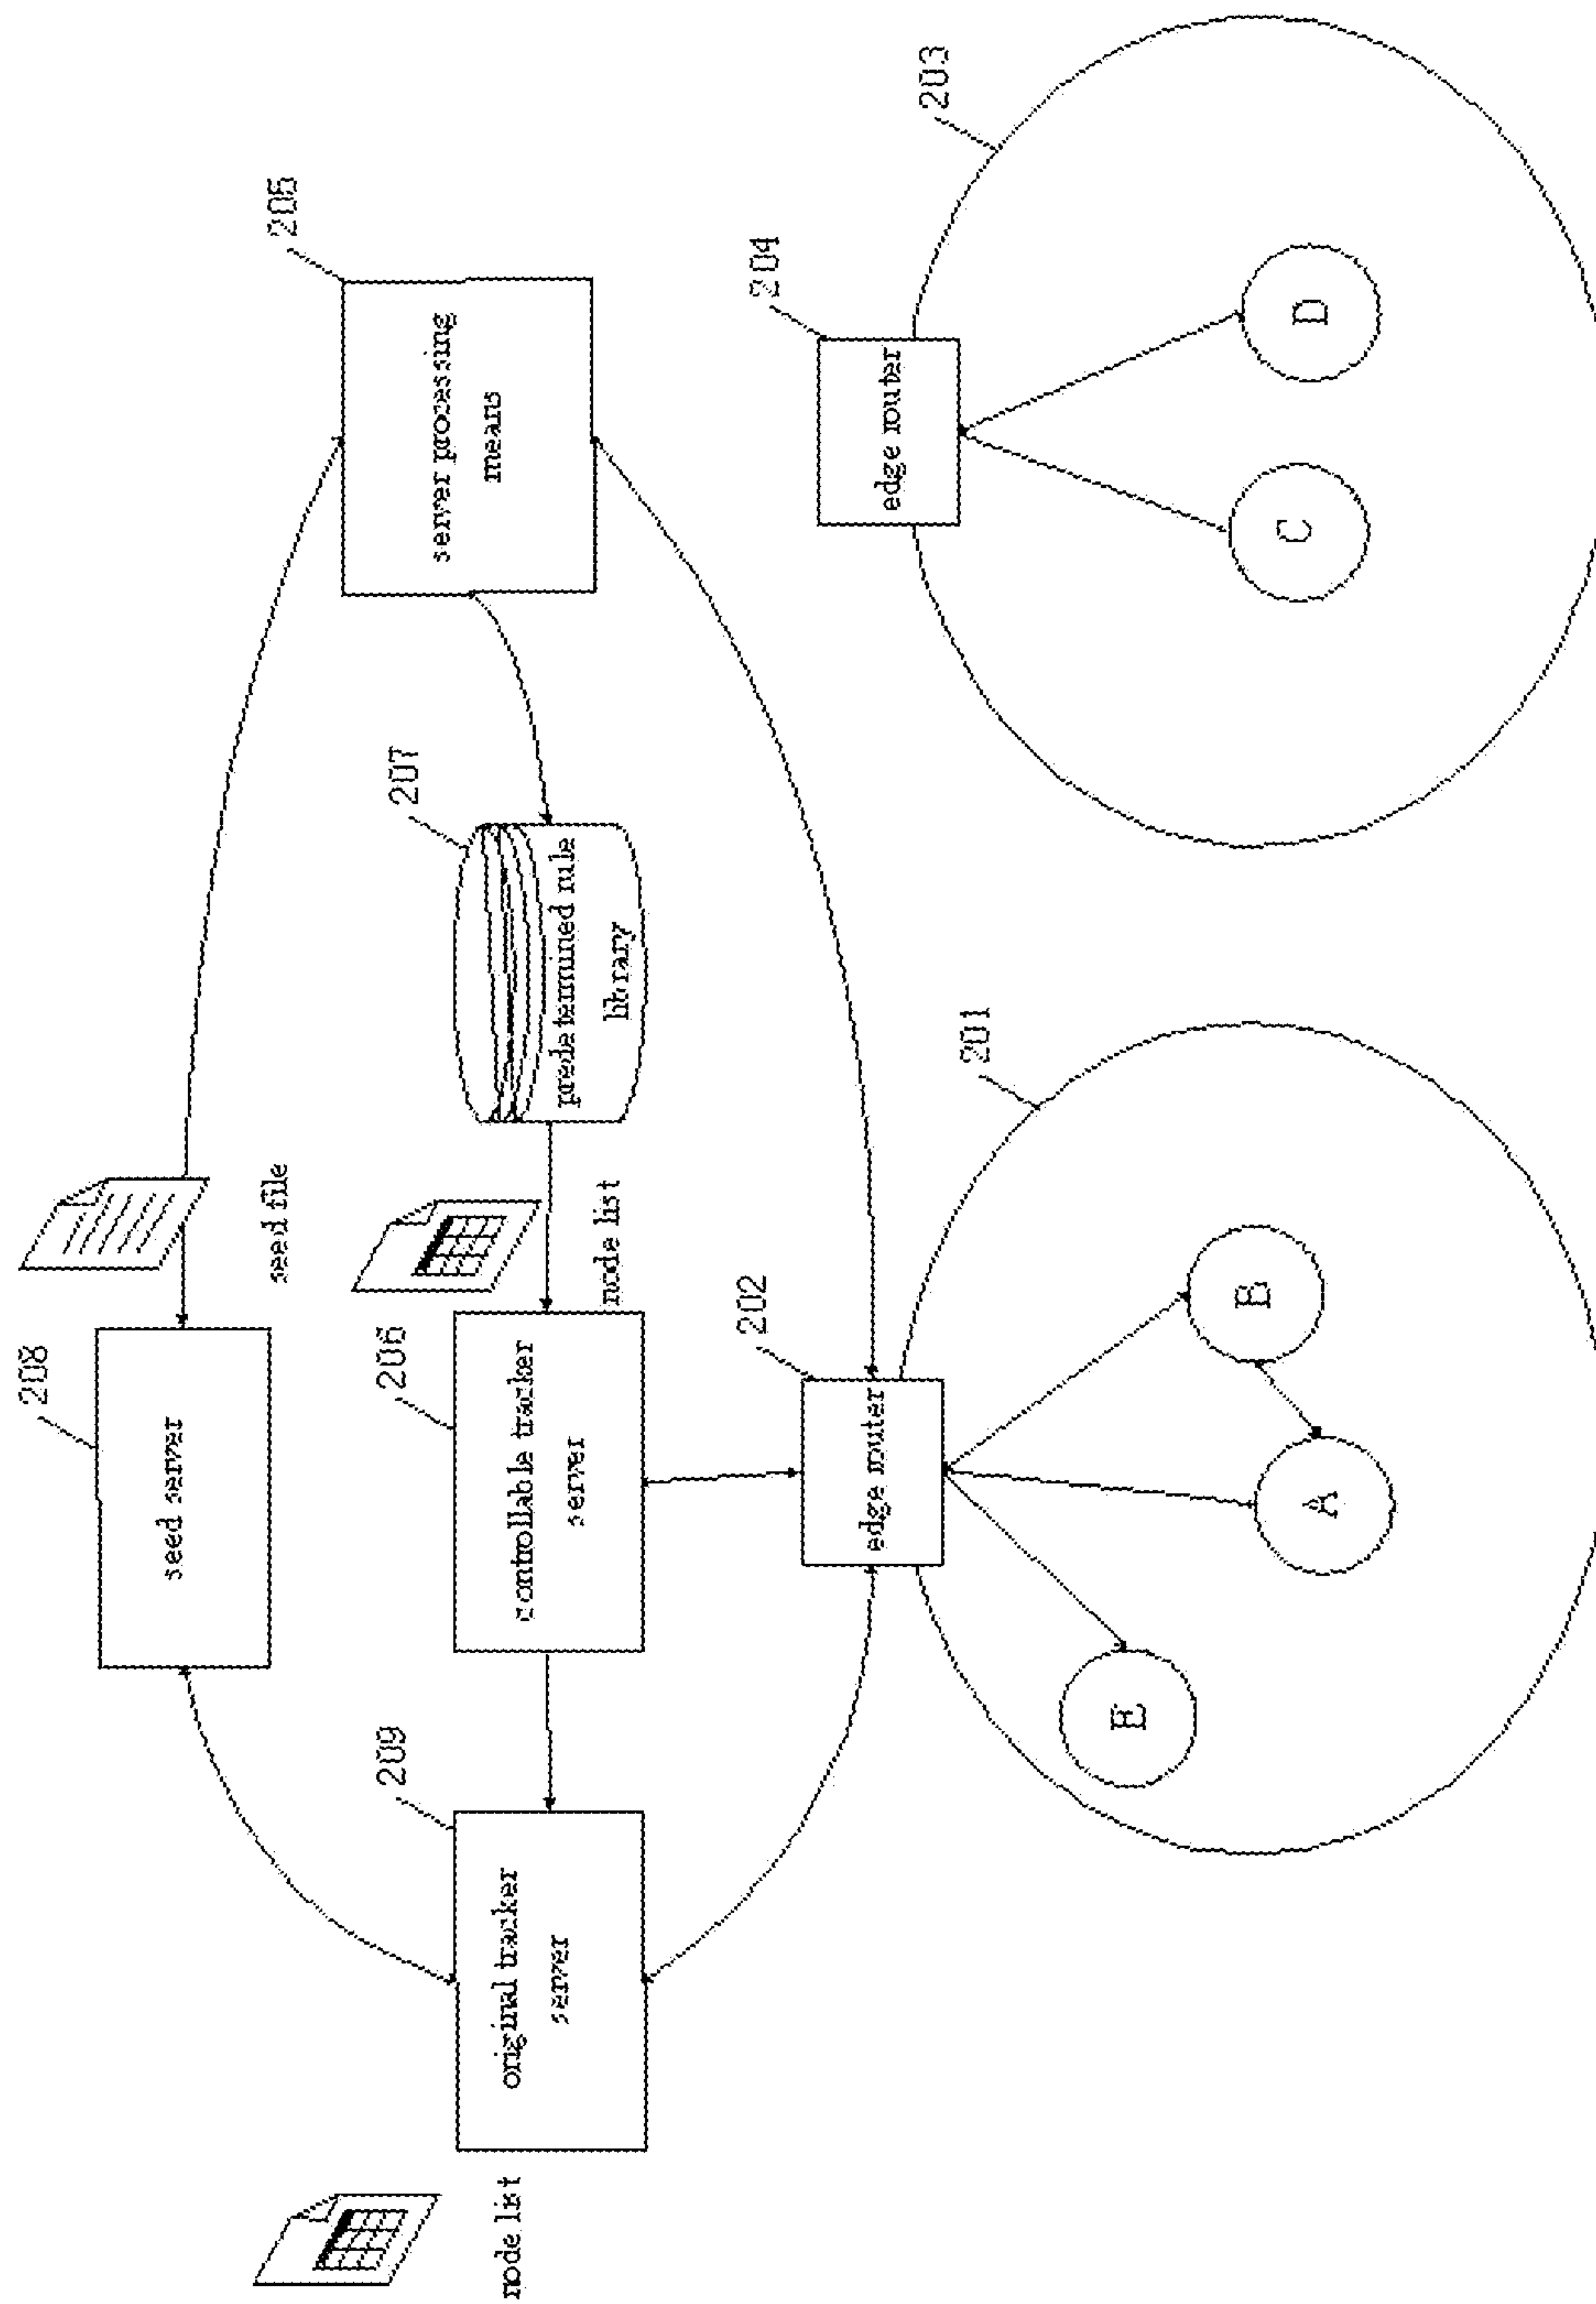 208
seed server
seed file
209
original tracker
server
node list
206
controllable tracker
server
node list
207
predetermined rule
library
205
server processing
means
202
edge router
204
edge router
201
E
A
B
203
C
D